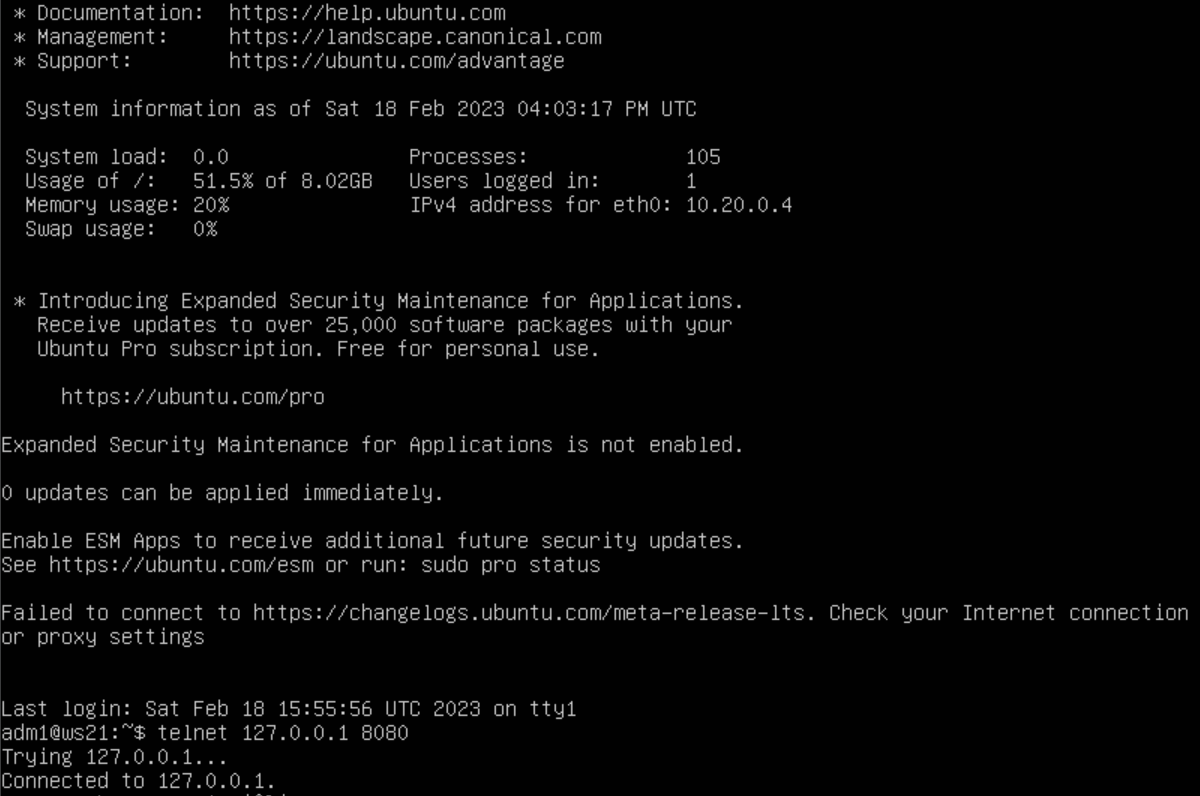 * Documentation:  https://help.ubuntu.com
* Management:     https://landscape.canonical.com
* Support:        https://ubuntu.com/advantage
System information as of Sat 18 Feb 2023 04:03:17 PM UTC
System load:  0.0               Processes:             105
Usage of /:   51.5% of 8.02GB   Users logged in:       1
Memory usage: 20%               IPv4 address for eth0: 10.20.0.4
Swap usage:   0%
* Introducing Expanded Security Maintenance for Applications.
Receive updates to over 25,000 software packages with your
Ubuntu Pro subscription. Free for personal use.
https://ubuntu.com/pro
Expanded Security Maintenance for Applications is not enabled.
0 updates can be applied immediately.
Enable ESM Apps to receive additional future security updates.
See https://ubuntu.com/esm or run: sudo pro status
Failed to connect to https://changelogs.ubuntu.com/meta-release-lts. Check your Internet connection
or proxy settings
Last login: Sat Feb 18 15:55:56 UTC 2023 on tty1
adm1@ws21:~$ telnet 127.0.0.1 8080
Trying 127.0.0.1...
Connected to 127.0.0.1.